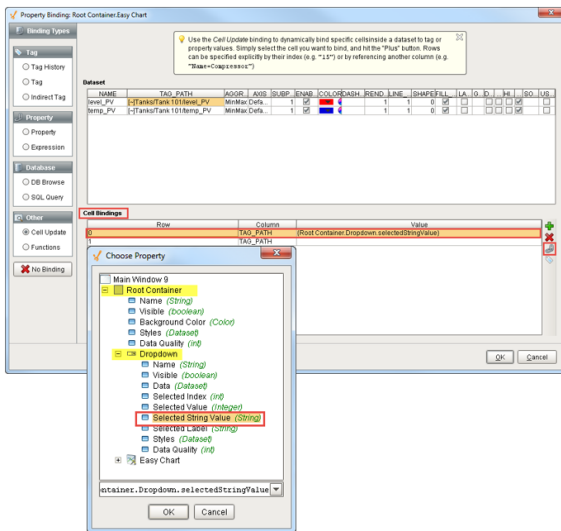 Property Binding: Root Container.Easy Chart
Binding Types
Tag
Tag History
Tag
Indirect Tag
Property
Property
Expression
Database
DB Browse
SQL Query
Other
Cell Update
Functions
No Binding
Use the Cell Update binding to dynamically bind specific cellsinside a dataset to tag or
property values. Simply select the cell you want to bind, and hit the "Plus" button. Rows
can be specified explicitly by their index (e.g. "15") or by referencing another column (e.g.
"Name=Compressor")
Dataset
NAME TAG_PATH AGGR... AXIS SUBP... ENAB... COLOR DASH... REND... LINE_... SHAPE FILL_... LA... G... D... HI... SO... US...
level_PV [~]Tanks/Tank 101/level_PV MinMax Defa... 1 1 1 0
temp_PV [~]Tanks/Tank 101/temp_PV MinMax Defa... 1 1 1 0
Cell Bindings
Row Column Value
0 TAG_PATH {Root Container.Dropdown.selectedStringValue}
1 TAG_PATH
OK Cancel
Choose Property
Main Window 9
Root Container
Name (String)
Visible (boolean)
Background Color (Color)
Styles (Dataset)
Data Quality (int)
Dropdown
Name (String)
Visible (boolean)
Data (Dataset)
Selected Index (int)
Selected Value (Integer)
Selected String Value (String)
Selected Label (String)
Styles (Dataset)
Data Quality (int)
Easy Chart
ntainer.Dropdown.selectedStringValue
OK Cancel